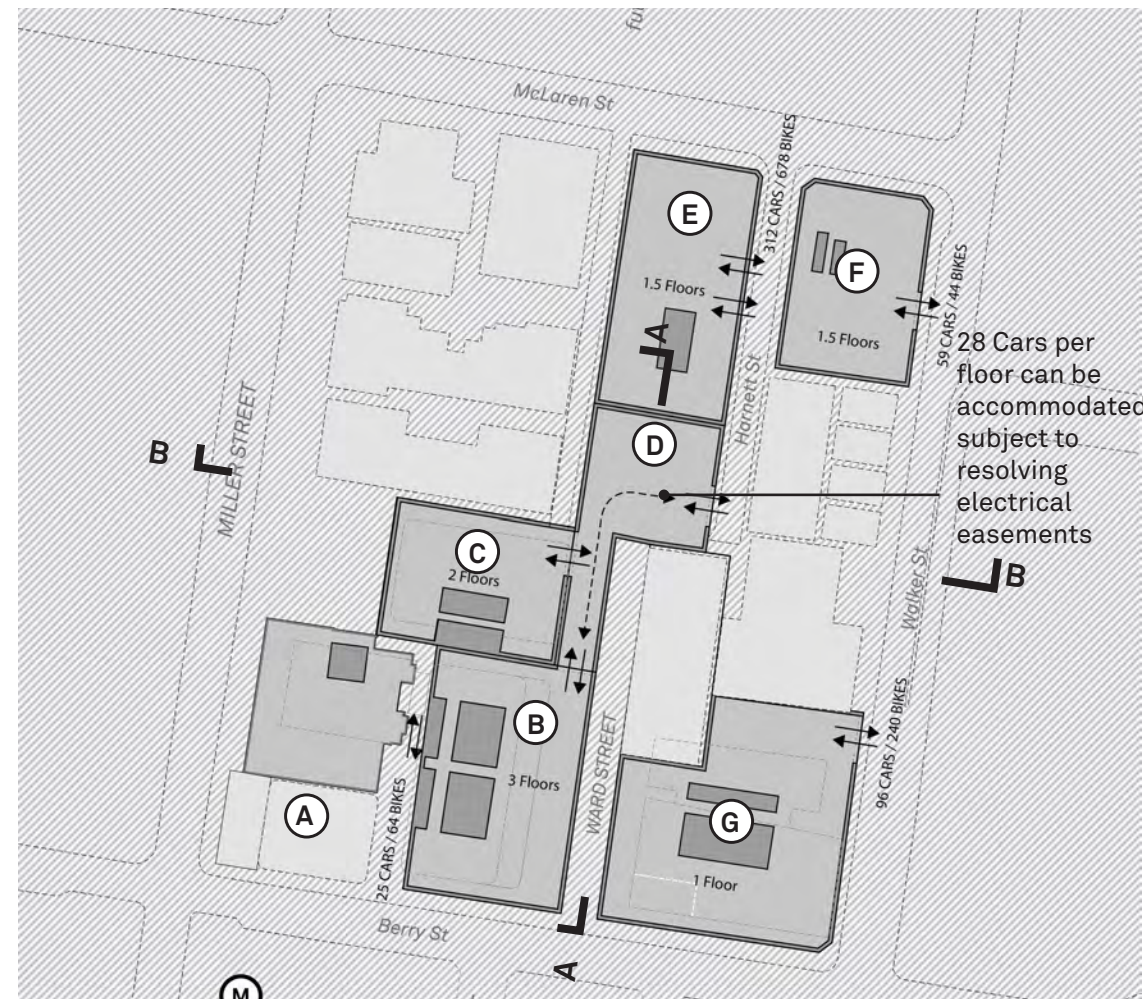 fu
McLaren St
312 CARS / 678 BIKES
E
F
1.5 Floors
59 CARS / 44 BIKES
A
1.5 Floors
28 Cars per
floor can be
accommodated
subject to
resolving
electrical
easements
Harnett St
D
B
MILLER STREET
C
2 Floors
B
Walker St
B
3 Floors
WARD STREET
96 CARS / 240 BIKES
A
25 CARS / 64 BIKES
G
1 Floor
Berry St
A
M